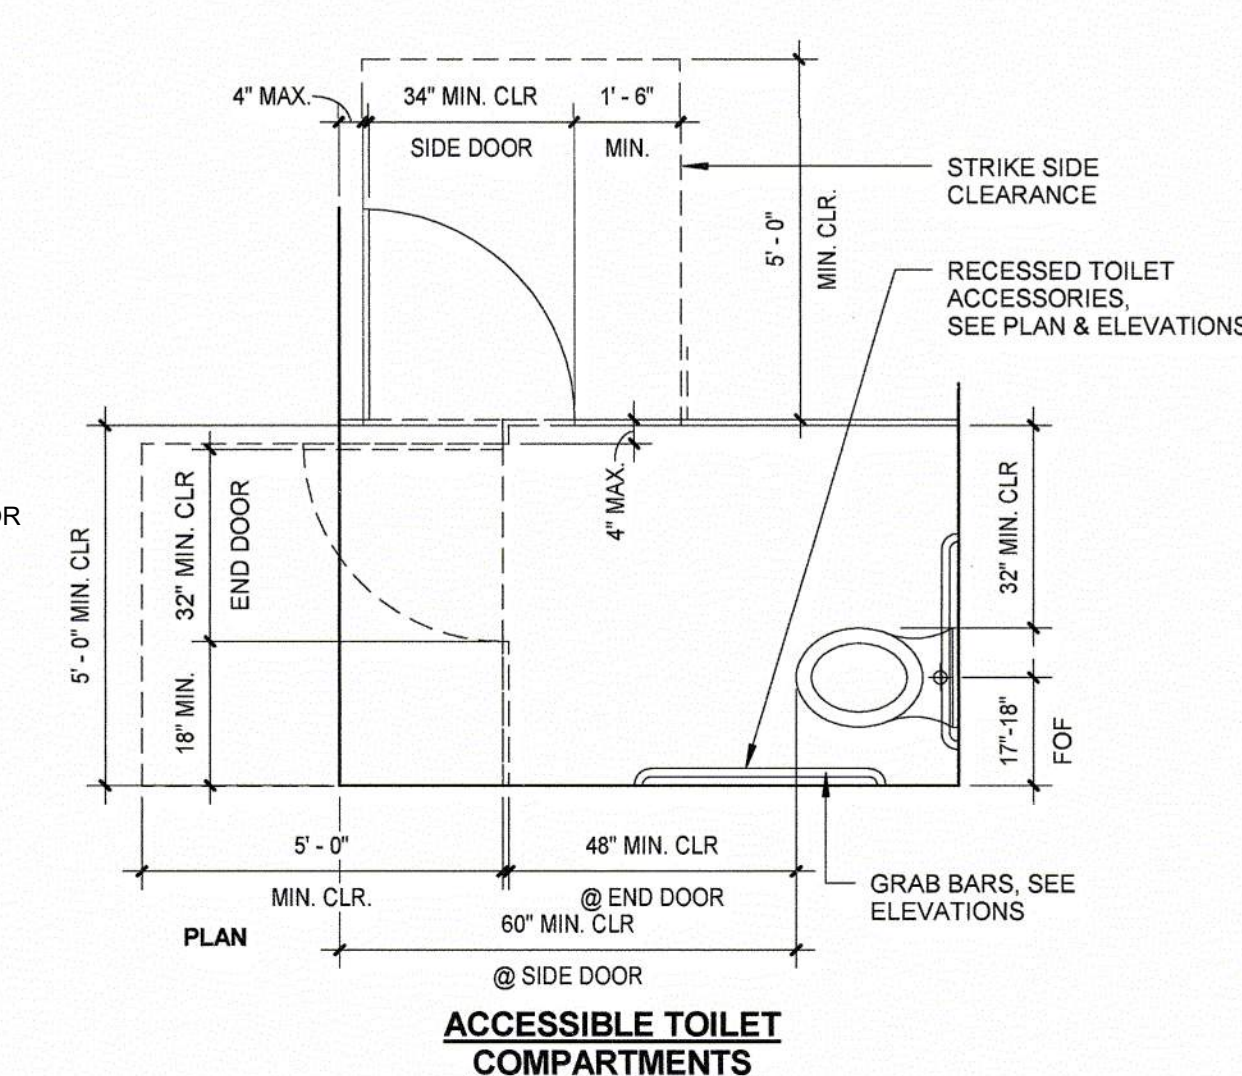 4" MAX.
34" MIN. CLR
SIDE DOOR
1' - 6"
MIN.
STRIKE SIDE
CLEARANCE
5' - 0"
MIN. CLR.
RECESSED TOILET
ACCESSORIES,
SEE PLAN & ELEVATIONS
OR
5' - 0" MIN. CLR
32" MIN. CLR
END DOOR
18" MIN.
4" MAX.
32" MIN. CLR
17"-18"
FOF
5' - 0"
MIN. CLR.
48" MIN. CLR
@ END DOOR
60" MIN. CLR
@ SIDE DOOR
GRAB BARS, SEE
ELEVATIONS
PLAN
ACCESSIBLE TOILET
COMPARTMENTS